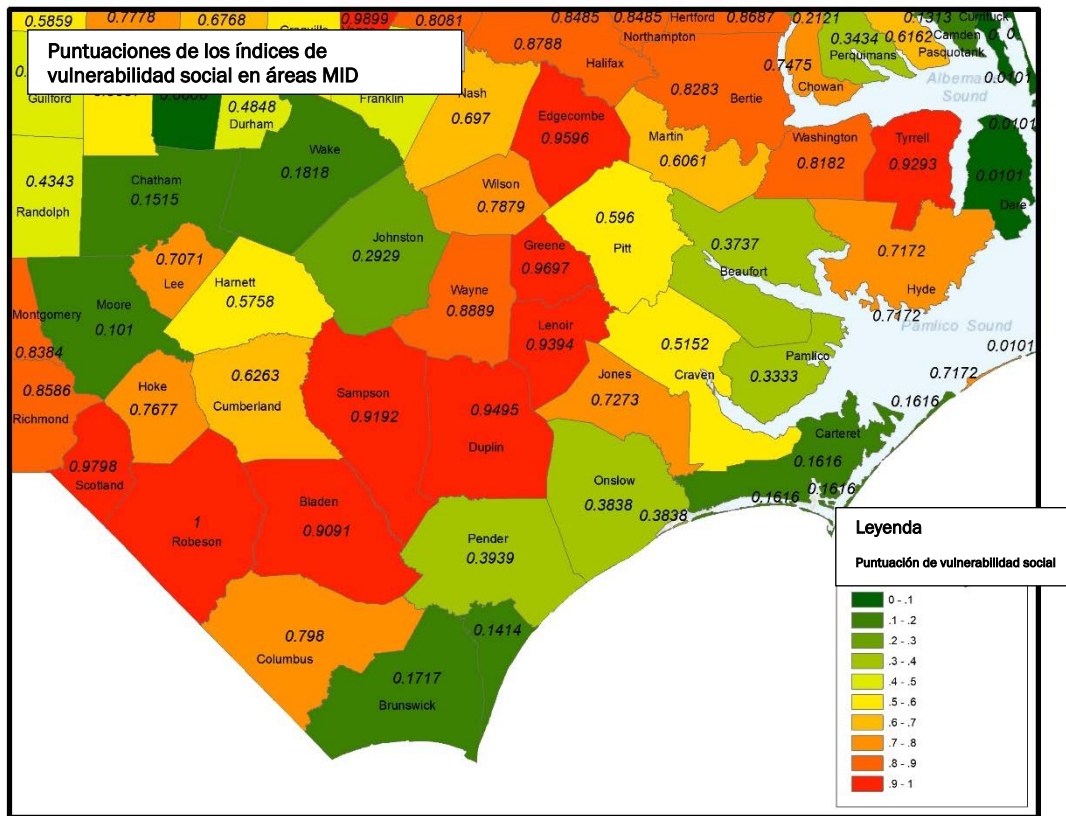 0.5859
0.7778
0.6768
0.9899
0.8081
0.8485
0.8485
Hertford
0.8687
0.2121
0.1313
Currituck
Puntuaciones de los índices de
vulnerabilidad social en áreas MID
Northampton
0.3434
0.6162
Camden
0
0
Perquimans
Pasquotank
0.8788
Halifax
0.7475
Chowan
Albema
Sound
0.0101
Guilford
0.4848
Durham
Franklin
Nash
0.697
Edgecombe
0.9596
0.8283
Bertie
Martin
0.6061
Washington
0.8182
Tyrrell
0.9293
0.0101
0.0101
Dare
Wake
0.1818
0.4343
Randolph
Chatham
0.1515
Wilson
0.7879
0.596
Pitt
Johnston
0.2929
Greene
0.9697
0.3737
Beaufort
0.7172
Hyde
0.7071
Lee
Harnett
0.5758
Wayne
0.8889
Moore
0.101
Montgomery
0.8384
Lenoir
0.9394
0.7172
Pamlico Sound
0.0101
0.5152
Craven
Pamlico
0.3333
0.8586
Richmond
Hoke
0.7677
0.6263
Cumberland
Sampson
0.9192
0.9495
Duplin
Jones
0.7273
0.7172
0.1616
Carteret
0.1616
0.1616
0.1616
0.9798
Scotland
1
Robeson
Bladen
0.9091
Onslow
0.3838
0.3838
Pender
0.3939
0.798
Columbus
0.1414
0.1717
Brunswick
Leyenda
Puntuación de vulnerabilidad social
0 - .1
.1 - .2
.2 - .3
.3 - .4
.4 - .5
.5 - .6
.6 - .7
.7 - .8
.8 - .9
.9 - 1